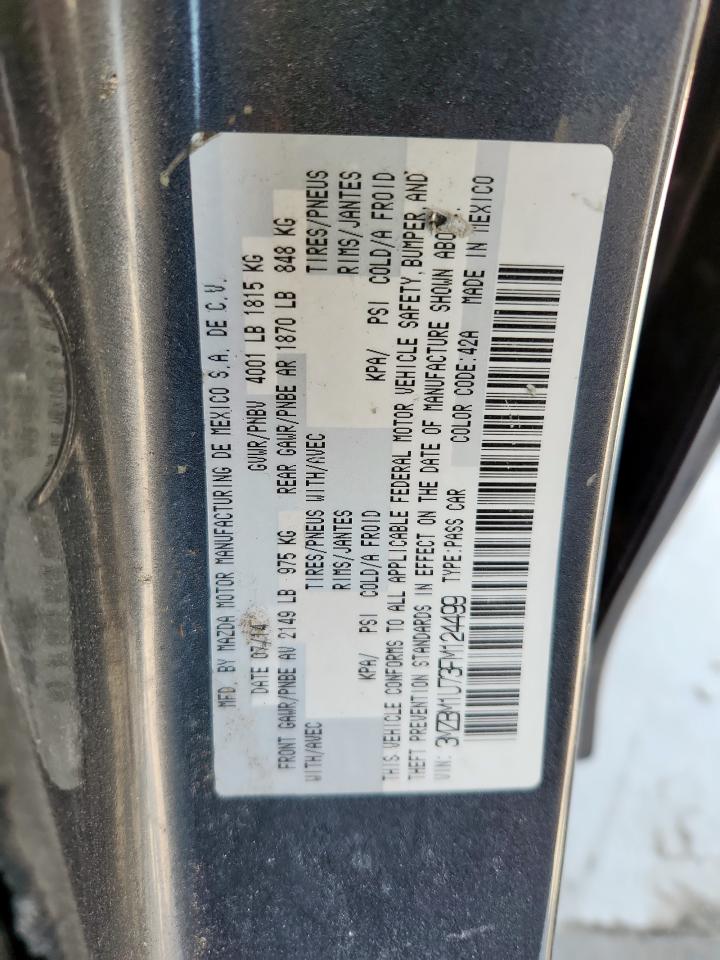 MFD. BY MAZDA MOTOR MANUFACTURING DE MEXICO S.A. DE C.V.
DATE 07/14 GVWR/PNBV 4001 LB 1815 KG
FRONT GAWR/PNBE AV 2149 LB 975 KG REAR GAWR/PNBE AR 1870 LB 848 KG
WITH/AVEC TIRES/PNEUS WITH/AVEC TIRES/PNEUS
RIMS/JANTES RIMS/JANTES
KPA/ PSI COLD/A FROID KPA/ PSI COLD/A FROID
THIS VEHICLE CONFORMS TO ALL APPLICABLE FEDERAL MOTOR VEHICLE SAFETY, BUMPER, AND
THEFT PREVENTION STANDARDS IN EFFECT ON THE DATE OF MANUFACTURE SHOWN
VIN: 3MZBM1U73FM124499 TYPE:PASS CAR COLOR CODE:42A MADE IN MEXICO